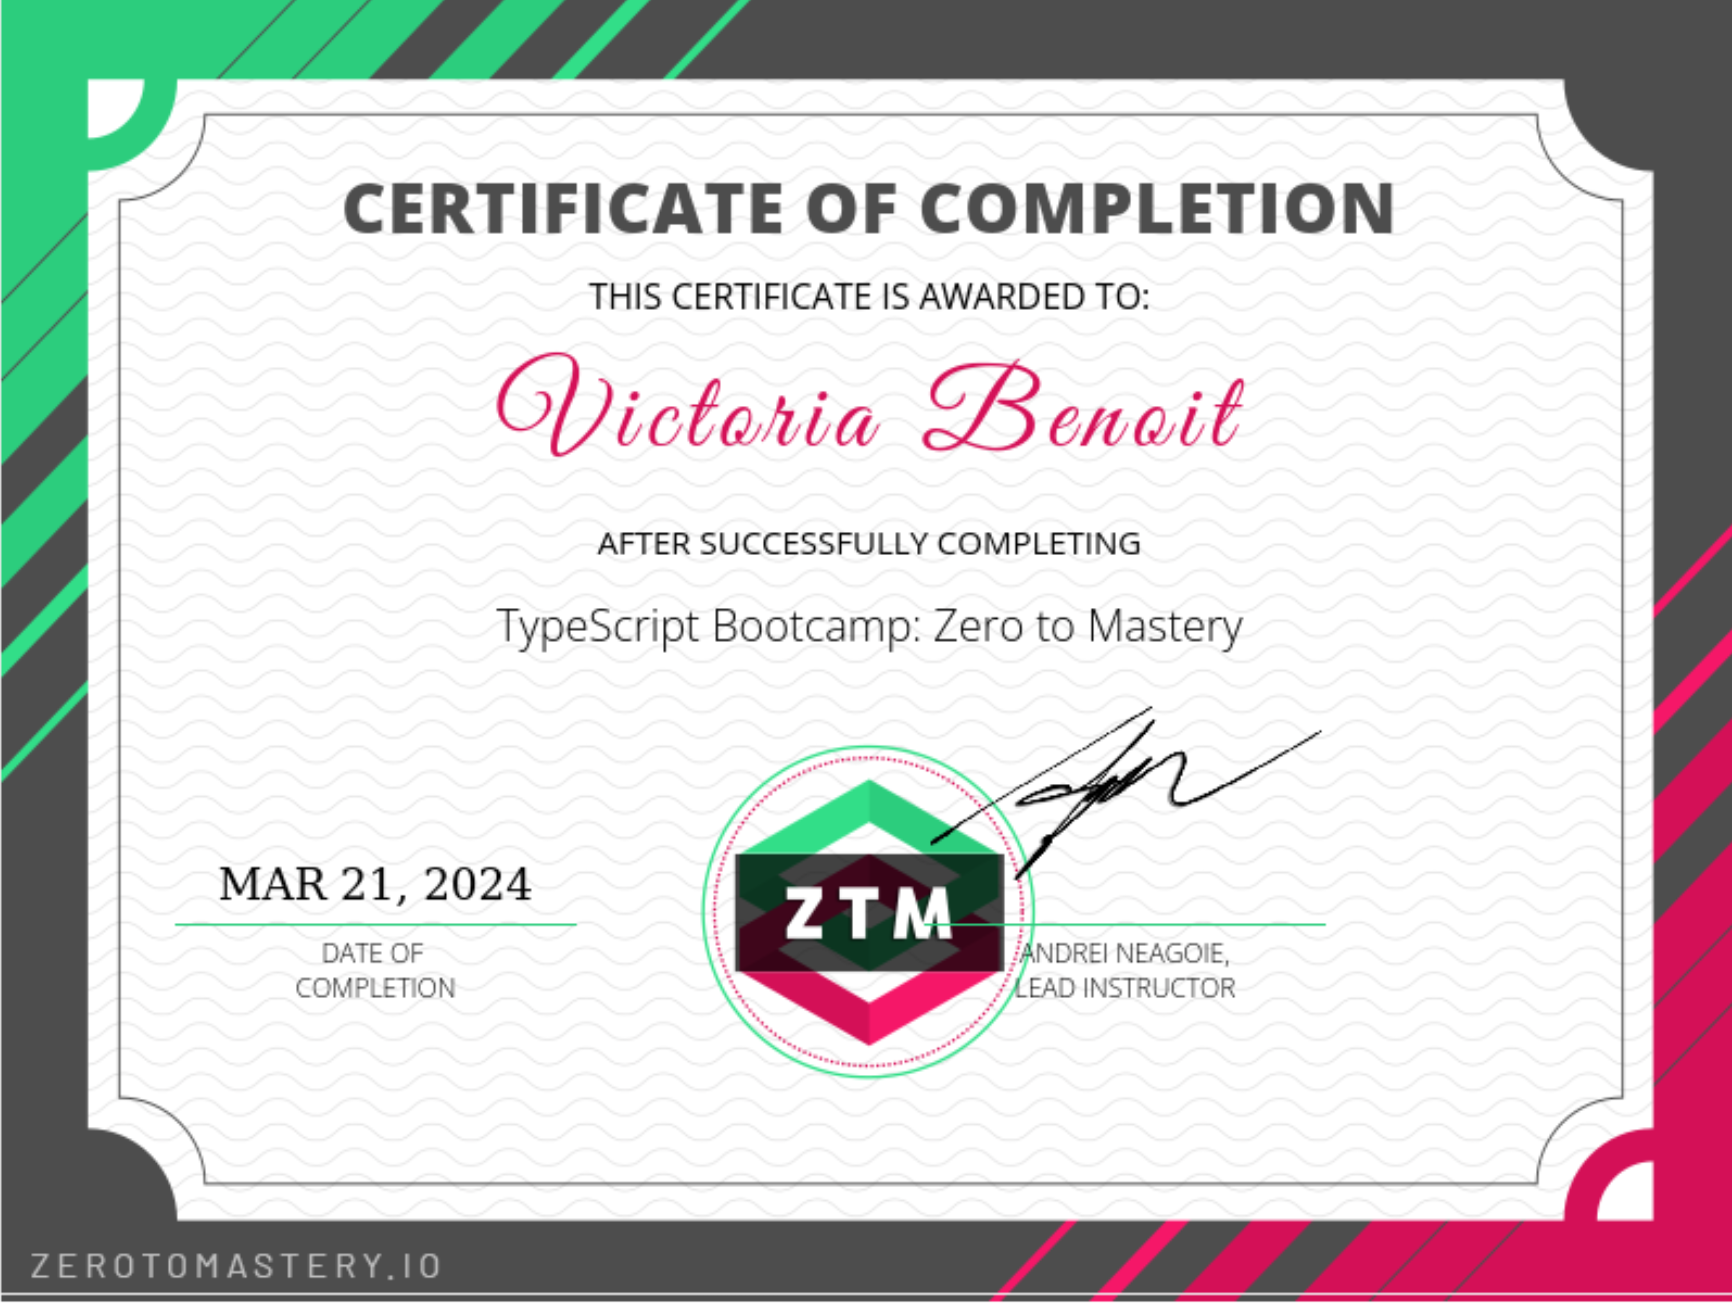 CERTIFICATE OF COMPLETION
THIS CERTIFICATE IS AWARDED TO:
Victoria Benoit
AFTER SUCCESSFULLY COMPLETING
TypeScript Bootcamp: Zero to Mastery
MAR 21, 2024
DATE OF
COMPLETION
ZTM
ANDREI NEAGOIE,
LEAD INSTRUCTOR
ZEROTOMASTERY.IO